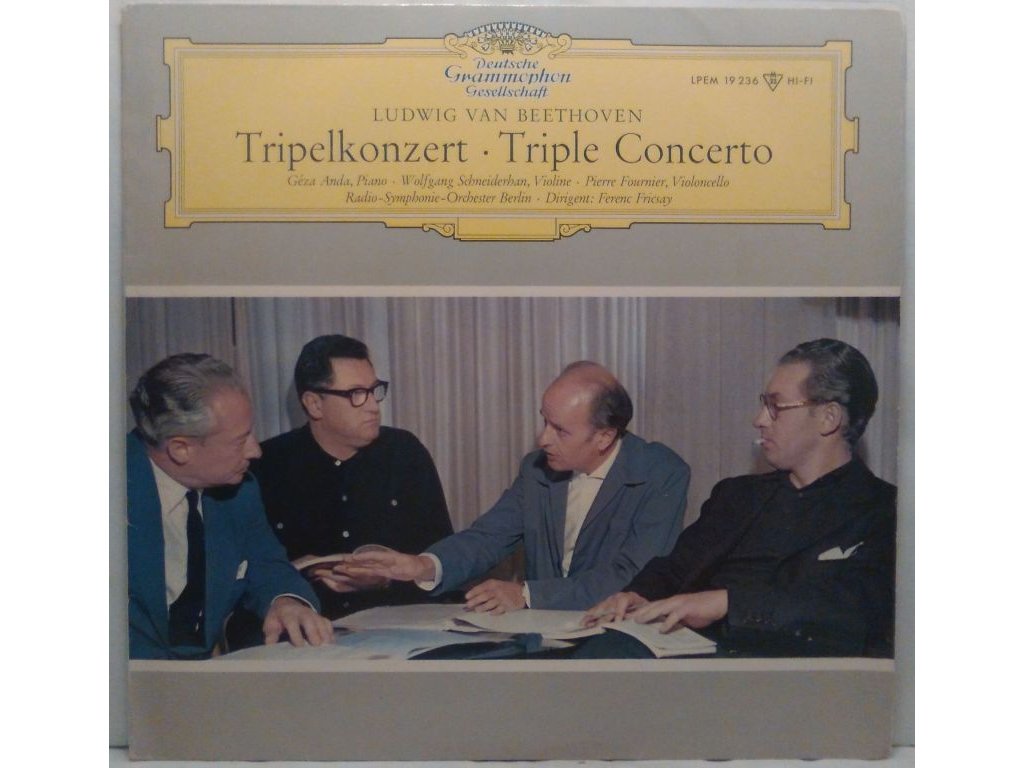 Deutsche
Grammophon
Gesellschaft
LPEM 19 236 33 HI-FI
LUDWIG VAN BEETHOVEN
Tripelkonzert · Triple Concerto
Géza Anda, Piano · Wolfgang Schneiderhan, Violine · Pierre Fournier, Violoncello
Radio-Symphonie-Orchester Berlin · Dirigent: Ferenc Fricsay